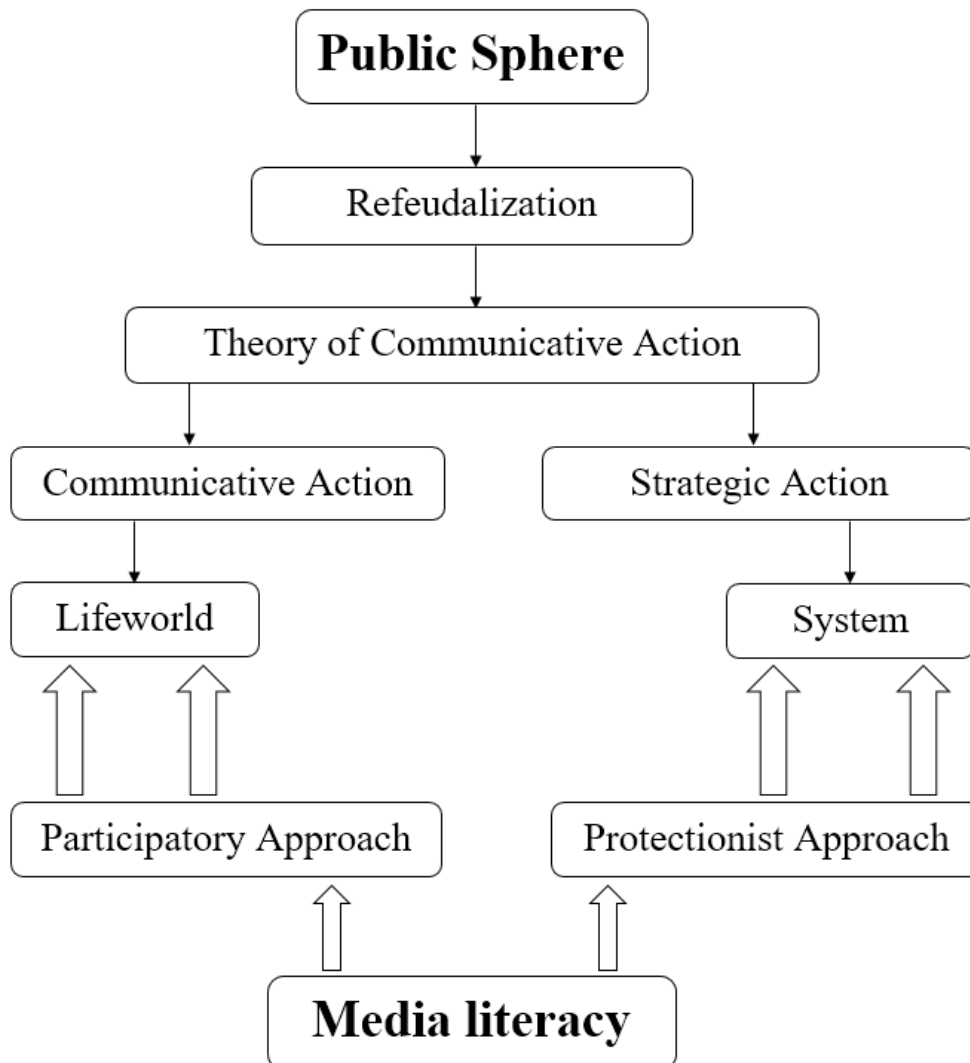 Public Sphere
Refeudalization
Theory of Communicative Action
Communicative Action
Strategic Action
Lifeworld
System
Participatory Approach
Protectionist Approach
Media literacy